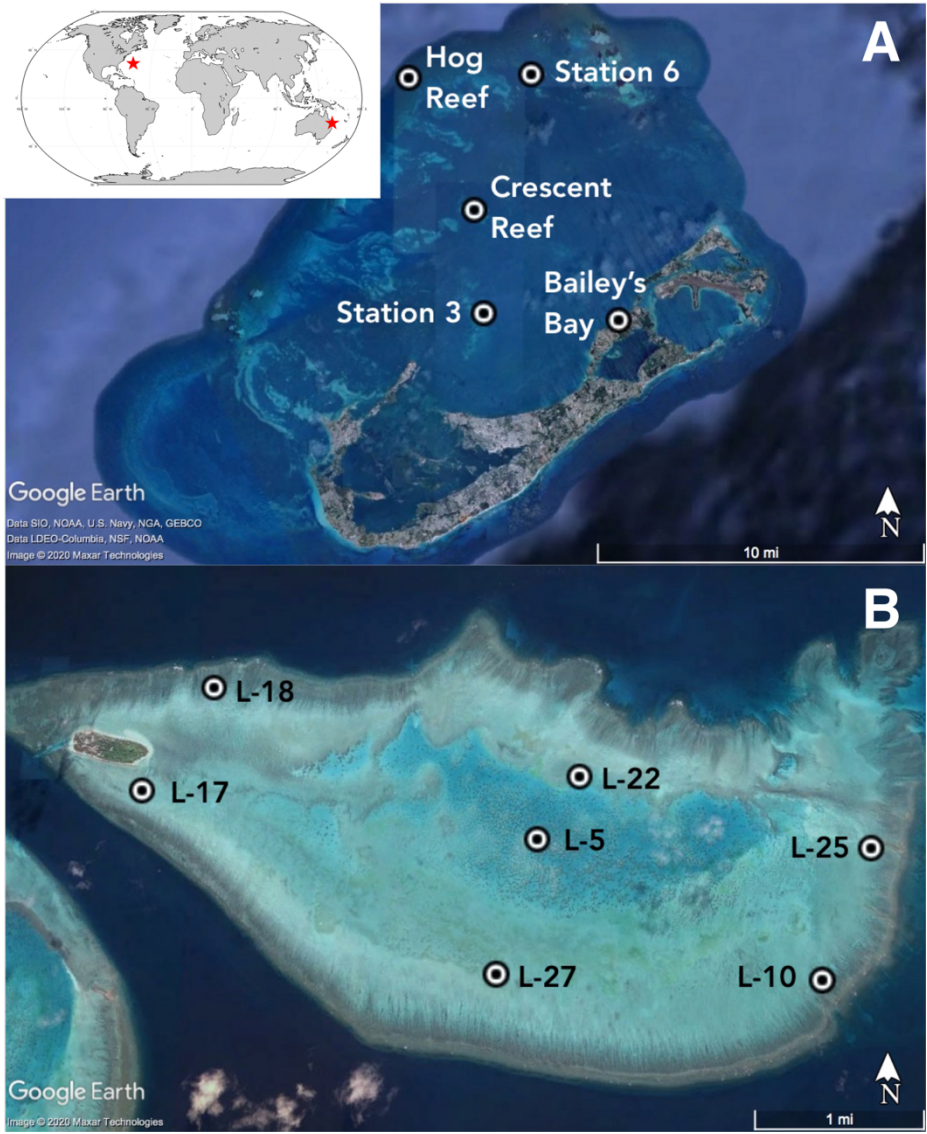 A
Hog
Reef
Station 6
Crescent
Reef
Bailey's
Bay
Station 3
Google Earth
Data SIO, NOAA, U.S. Navy, NGA, GEBCO
Data LDEO-Columbia, NSF, NOAA
Image © 2020 Maxar Technologies
N
10 mi
B
L-18
L-17
L-22
L-5
L-25
L-27
L-10
Google Earth
Image © 2020 Maxar Technologies
N
1 mi